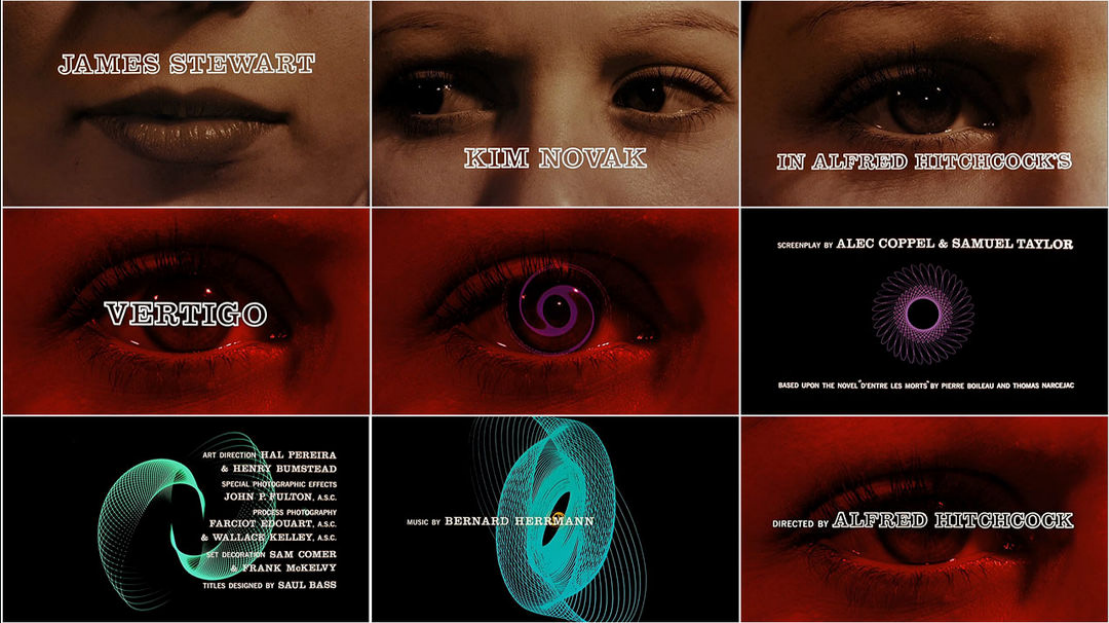 JAMES STEWART
KIM NOVAK
IN ALFRED HITCHCOCK'S
VERTIGO
SCREENPLAY BY ALEC COPPEL & SAMUEL TAYLOR
BASED UPON THE NOVEL "D'ENTRE LES MORTS" BY PIERRE BOILEAU AND THOMAS NARCEJAC
ART DIRECTION HAL PEREIRA
& HENRY BUMSTEAD
SPECIAL PHOTOGRAPHIC EFFECTS
JOHN P. FULTON, A.S.C.
PROCESS PHOTOGRAPHY
FARCIOT EDOUART, A.S.C.
& WALLACE KELLEY, A.S.C.
SET DECORATION SAM COMER
& FRANK McKELVY
TITLES DESIGNED BY SAUL BASS
MUSIC BY BERNARD HERRMANN
DIRECTED BY ALFRED HITCHCOCK